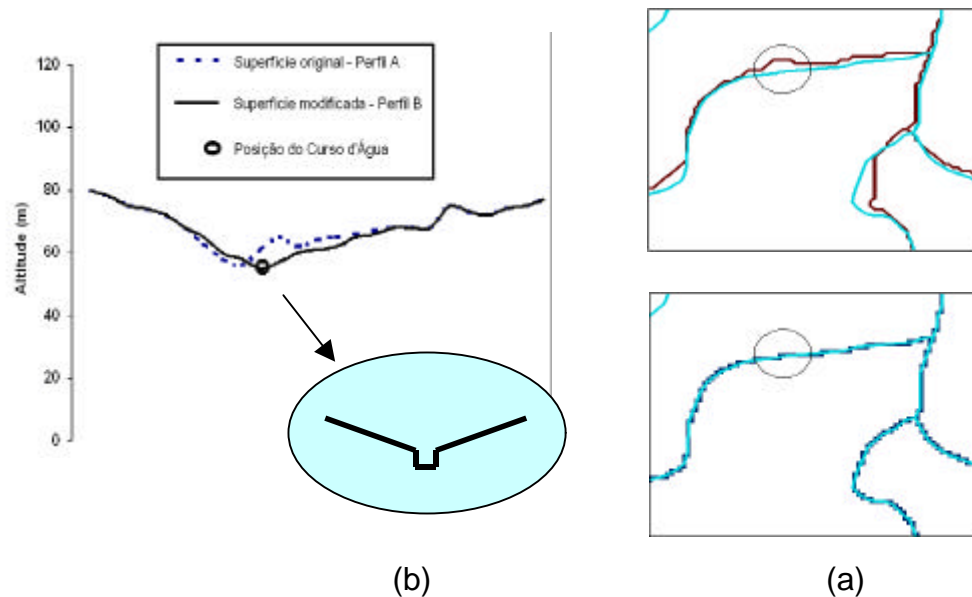 Superfície original - Perfil A
Superfície modificada - Perfil B
Posição do Curso d'Água
Altitude (m)
120
100
80
60
40
20
0
(b)
(a)